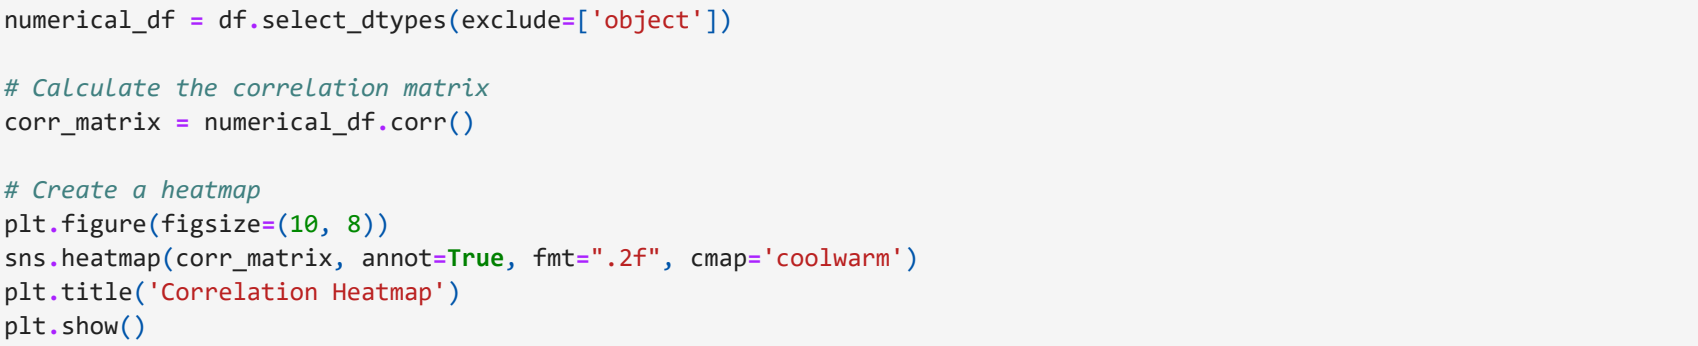 numerical_df = df.select_dtypes(exclude=['object'])
# Calculate the correlation matrix
corr_matrix = numerical_df.corr()
# Create a heatmap
plt.figure(figsize=(10, 8))
sns.heatmap(corr_matrix, annot=True, fmt=".2f", cmap='coolwarm')
plt.title('Correlation Heatmap')
plt.show()